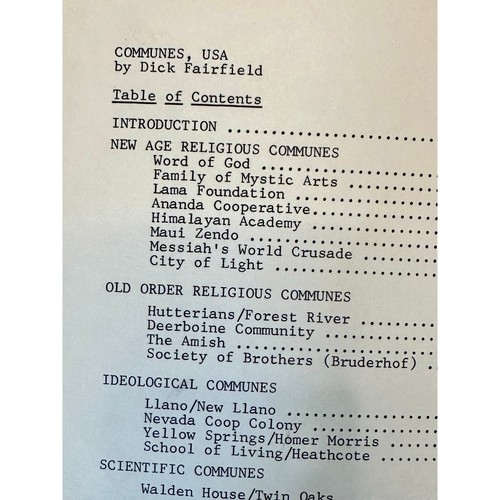 COMMUNES, USA
by Dick Fairfield
Table of Contents
INTRODUCTION ....................
NEW AGE RELIGIOUS COMMUNES
Word of God ................
Family of Mystic Arts ........
Lama Foundation .............
Ananda Cooperative............
Himalayan Academy ............
Maui Zendo ..................
Messiah's World Crusade .......
City of Light ................
OLD ORDER RELIGIOUS COMMUNES
Hutterians/Forest River ........
Deerboine Community ...........
The Amish ....................
Society of Brothers (Bruderhof) ..
IDEOLOGICAL COMMUNES
Llano/New Llano ................
Nevada Coop Colony .............
Yellow Springs/Homer Morris .....
School of Living/Heathcote ......
SCIENTIFIC COMMUNES
Walden House/Twin Oaks